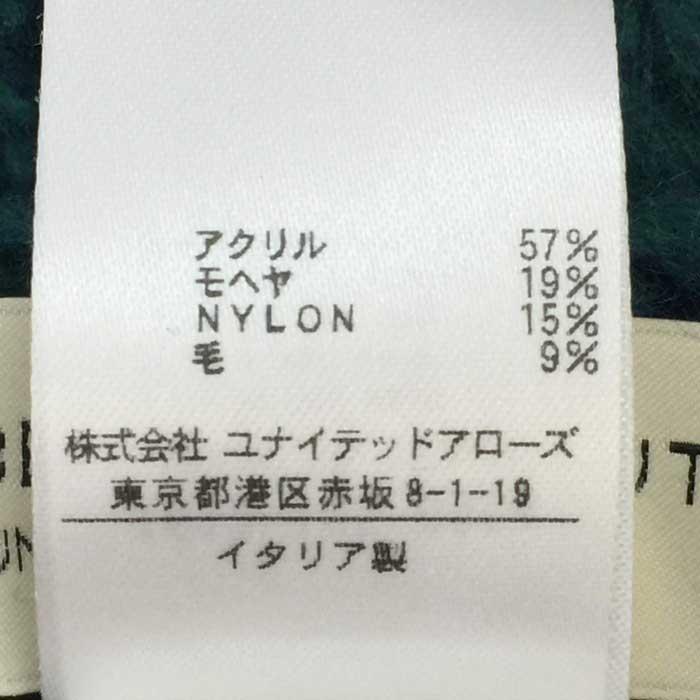 アクリル 57%
モヘヤ 19%
NYLON 15%
毛 9%
株式会社 ユナイテッドアローズ
東京都港区赤坂8-1-19
イタリア製